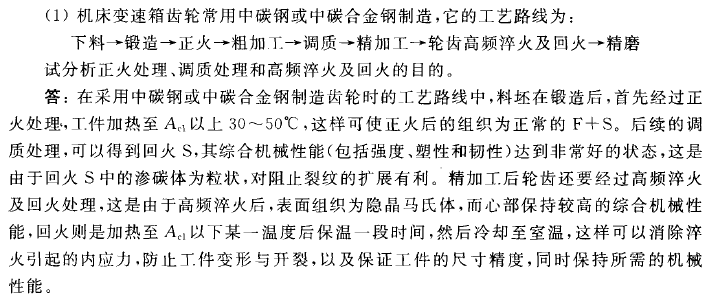 (1) 机床变速箱齿轮常用中碳钢或中碳合金钢制造,它的工艺路线为:
下料→锻造→正火→粗加工→调质→精加工→轮齿高频淬火及回火→精磨
试分析正火处理、调质处理和高频淬火及回火的目的。
答:在采用中碳钢或中碳合金钢制造齿轮时的工艺路线中,料坯在锻造后,首先经过正
火处理,工件加热至 Ac3 以上 30～50℃,这样可使正火后的组织为正常的 F+S。后续的调
质处理,可以得到回火 S,其综合机械性能(包括强度、塑性和韧性)达到非常好的状态,这是
由于回火 S 中的渗碳体为粒状,对阻止裂纹的扩展有利。精加工后轮齿还要经过高频淬火
及回火处理,这是由于高频淬火后,表面组织为隐晶马氏体,而心部保持较高的综合机械性
能,回火则是加热至 Ac1 以下某一温度后保温一段时间,然后冷却至室温,这样可以消除淬
火引起的内应力,防止工件变形与开裂,以及保证工件的尺寸精度,同时保持所需的机械
性能。